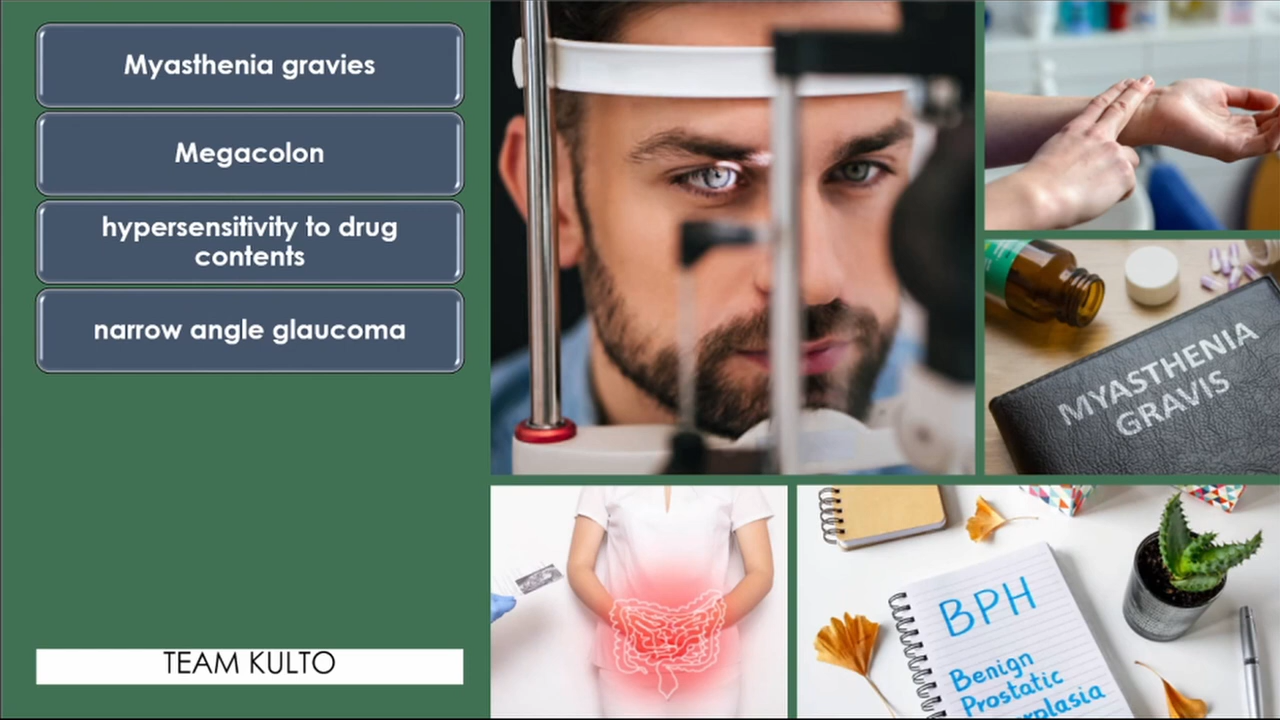 Myasthenia gravies
Megacolon
hypersensitivity to drug
contents
narrow angle glaucoma
TEAM KULTO
MYASTHENIA
GRAVIS
BPH
Benign
Prostatic